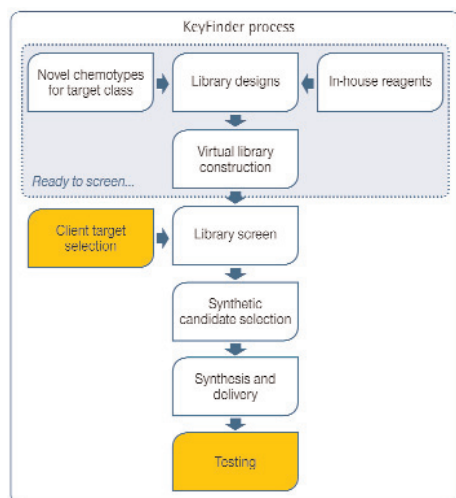 KeyFinder process
Novel chemotypes
for target class
Library designs
In-house reagents
Virtual library
construction
Ready to screen...
Client target
selection
Library screen
Synthetic
candidate selection
Synthesis and
delivery
Testing